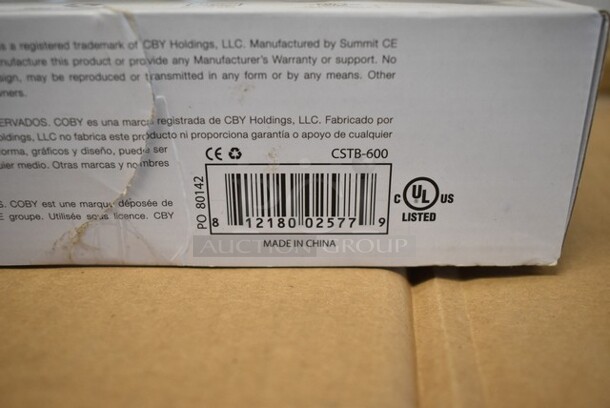 s a registered trademark of CBY Holdings, LLC. Manufactured by Summit CE
nufacture this product or provide any Manufacturer's Warranty or support. No
sign, may be reproduced or transmitted in any form or by any means. Other
wners.
ERVADOS. COBY es una marca registrada de CBY Holdings, LLC. Fabricado por
oldings, LLC no fabrica este producto ni proporciona garantía o apoyo de cualquier
forma, gráficos y diseño, puede ser
uier medio. Otras marcas y nombres
S. COBY est une marque déposée de
E groupe. Utilisée sous licence. CBY
CE CSTB-600
PO 80142
8 12180 02577 9
MADE IN CHINA
C UL US
LISTED
AUCTION GROUP